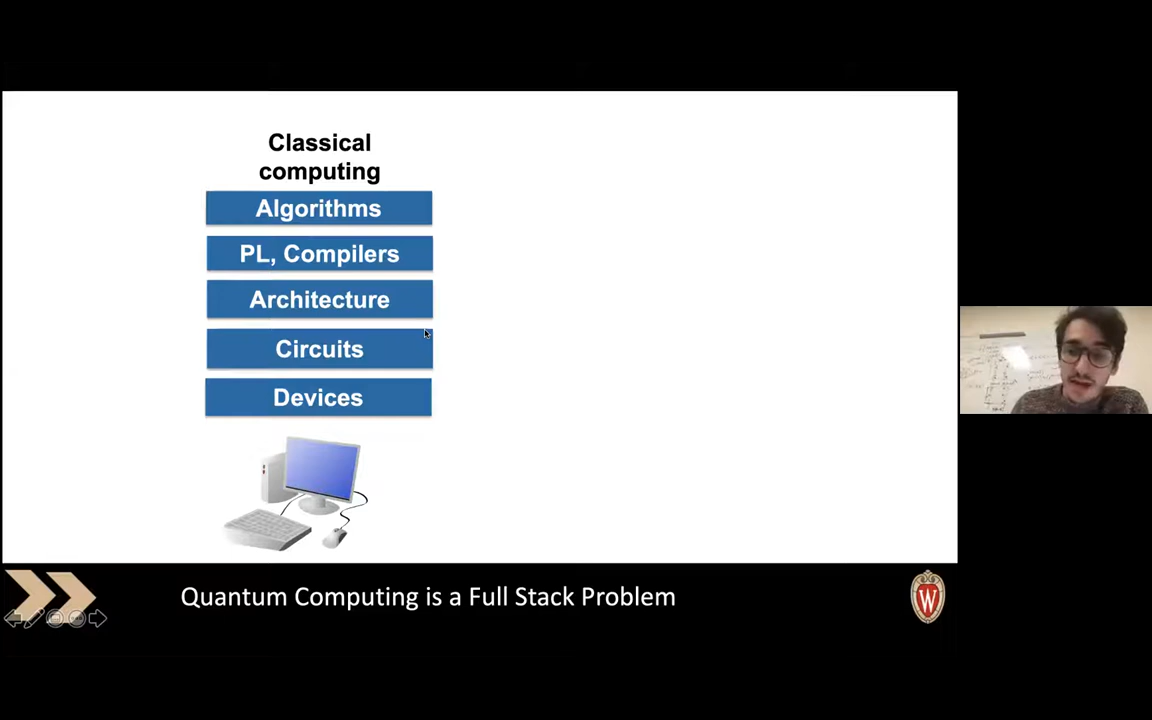 Classical
computing
Algorithms
PL, Compilers
Architecture
Circuits
Devices
Quantum Computing is a Full Stack Problem
W